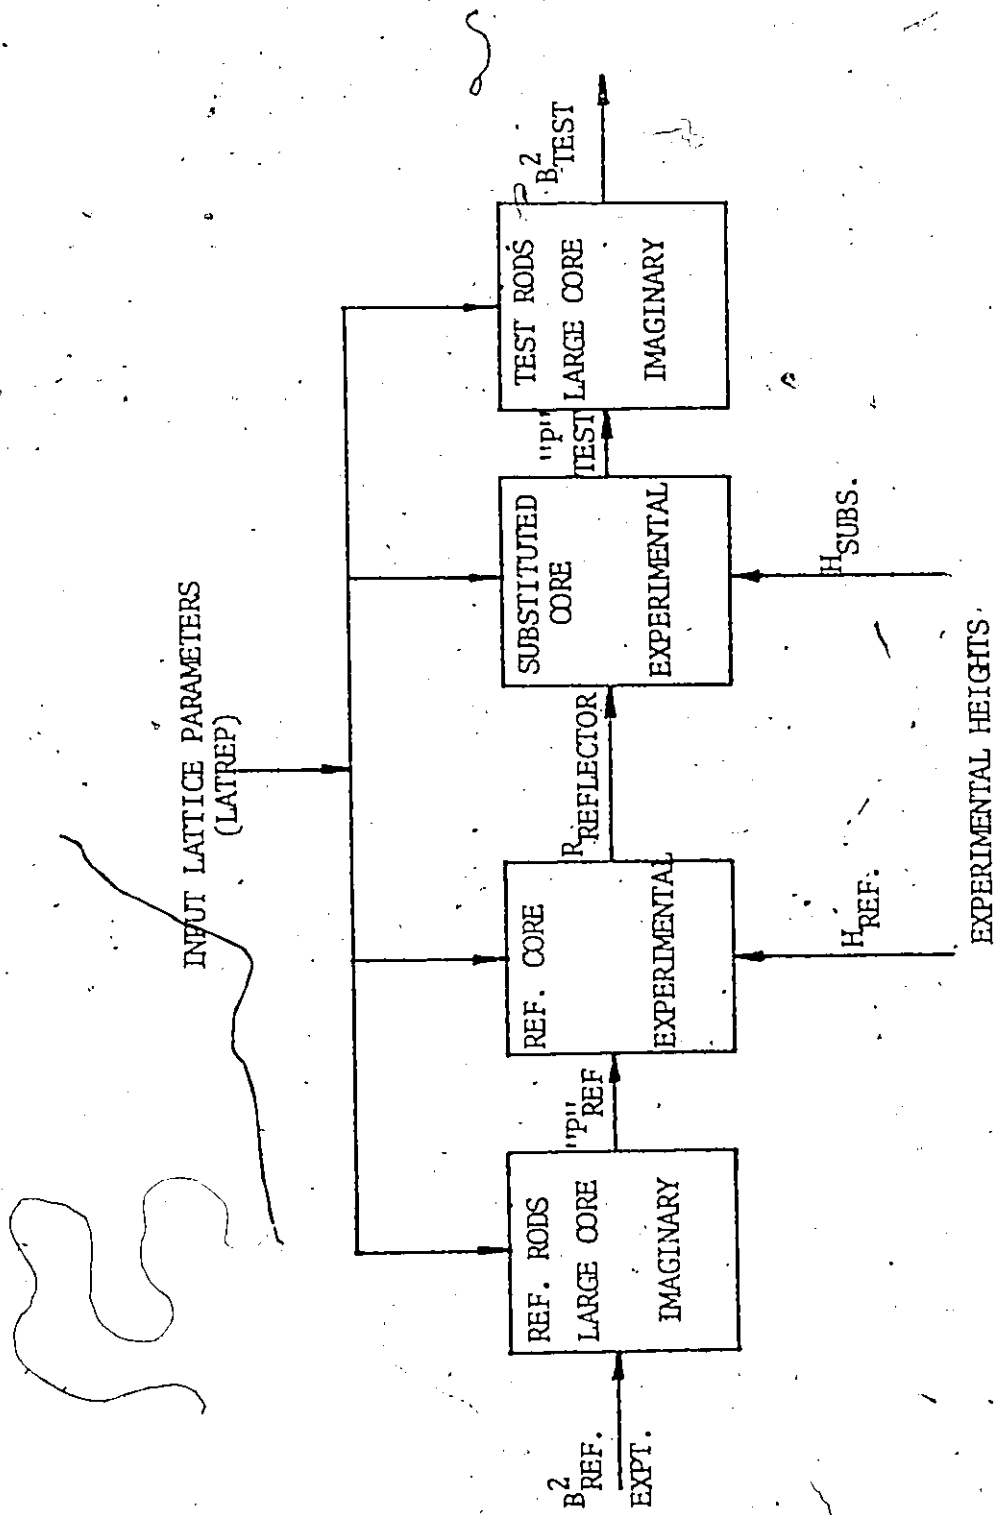 INPUT LATTICE PARAMETERS
(LATREP)
B²REF.
EXPT.
REF. RODS
LARGE CORE
IMAGINARY
"P"REF
REF. CORE
EXPERIMENTAL
RREFLECTOR
SUBSTITUTED
CORE
EXPERIMENTAL
"P"
TEST
TEST RODS
LARGE CORE
IMAGINARY
B²TEST
HREF.
HSUBS.
EXPERIMENTAL HEIGHTS